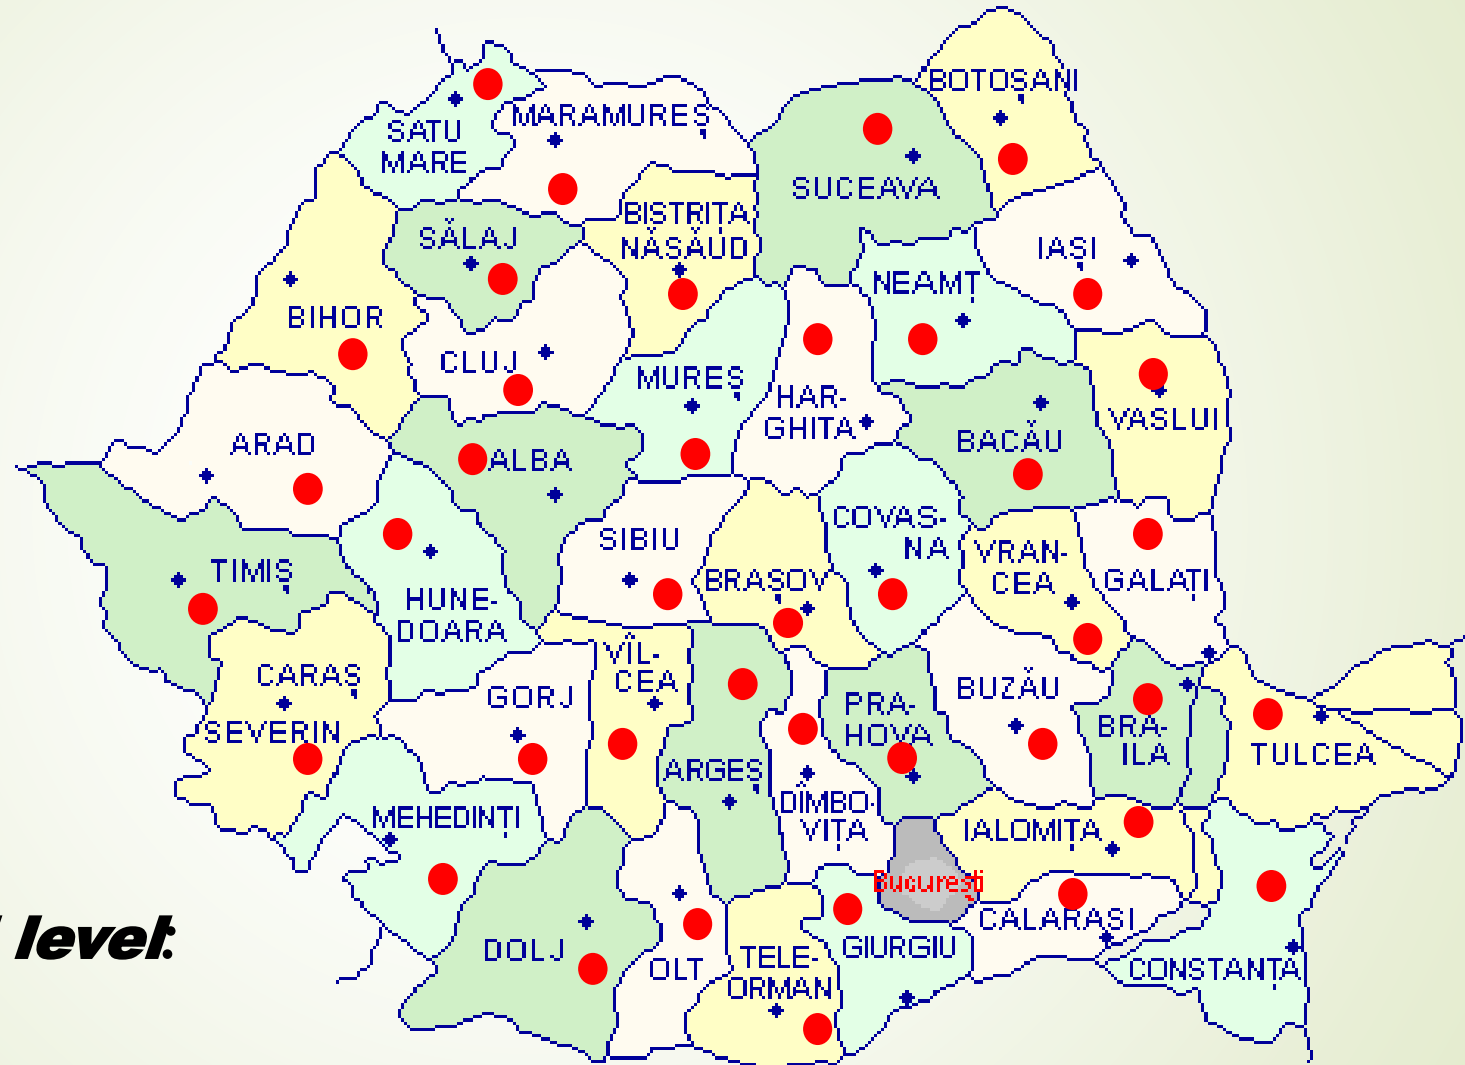 BOTOȘANI
MARAMUREȘ
SATU
MARE
SUCEAVA
BISTRIȚA
NĂSĂUD
SĂLAJ
IAȘI
NEAMȚ
BIHOR
CLUJ
MUREȘ
HAR-
GHITA
VASLUI
ARAD
BACĂU
ALBA
COVAS-
NA
SIBIU
VRAN-
CEA
TIMIȘ
BRAȘOV
GALAȚI
HUNE-
DOARA
VÎL-
CEA
CARAȘ
SEVERIN
GORJ
BUZĂU
PRA-
HOVA
BRĂ-
ILA
TULCEA
ARGEȘ
MEHEDINȚI
DÎMBO-
VIȚA
IALOMIȚA
București
CALARASI
level:
DOLJ
OLT
TELE-
ORMAN
GIURGIU
CONSTANȚA